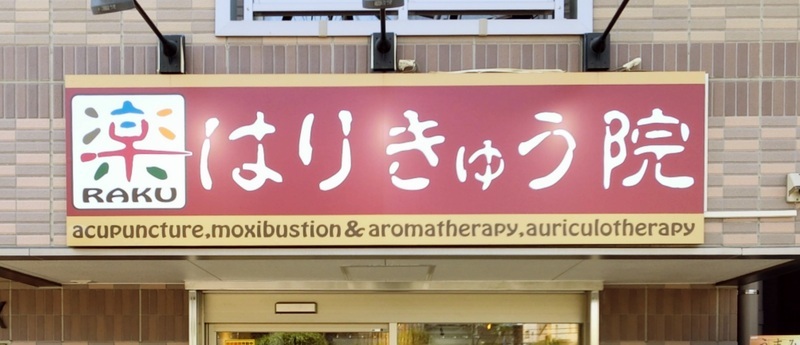 楽 はりきゅう院
RAKU
acupuncture,moxibustion & aromatherapy,auriculotherapy